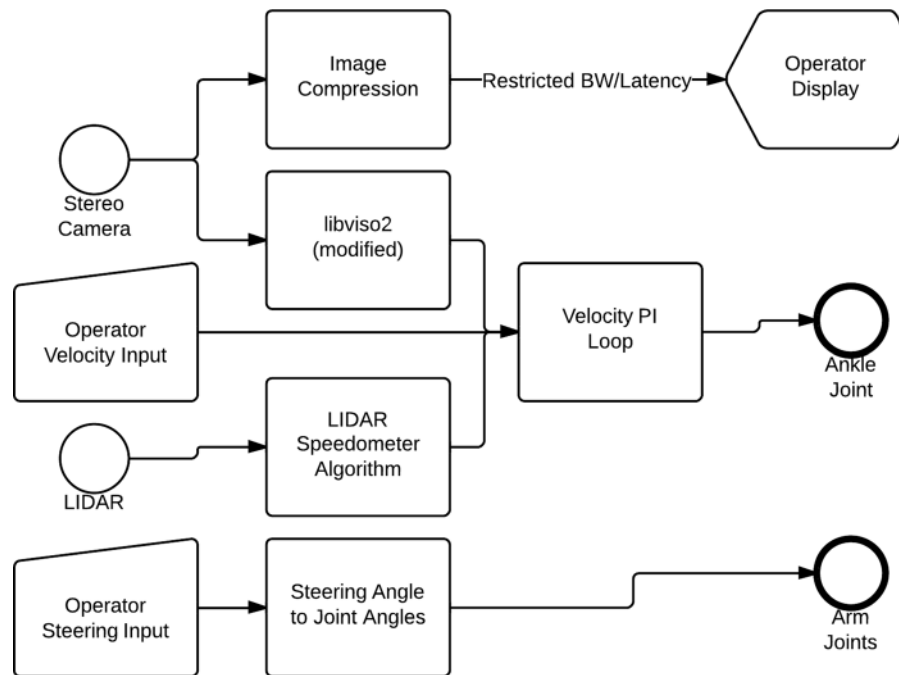 Image
Compression
Restricted BW/Latency
Operator
Display
Stereo
Camera
libviso2
(modified)
Operator
Velocity Input
Velocity PI
Loop
Ankle
Joint
LIDAR
Speedometer
Algorithm
LIDAR
Operator
Steering Input
Steering Angle
to Joint Angles
Arm
Joints